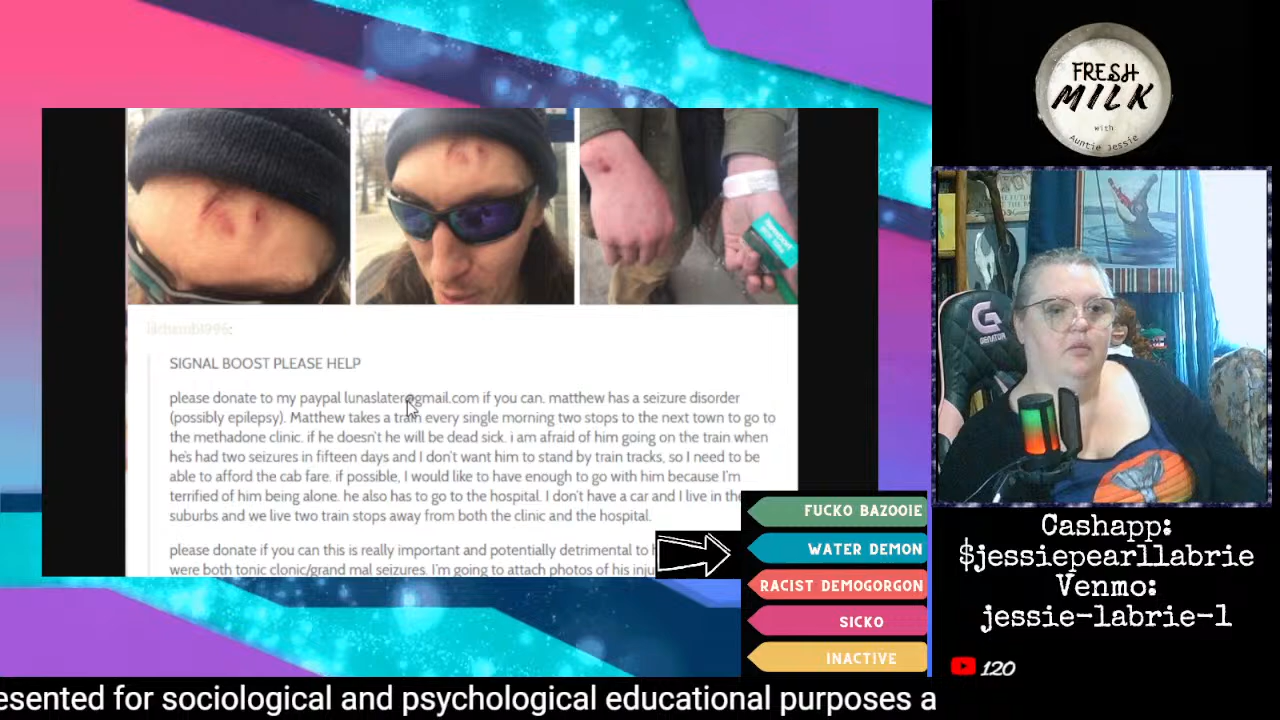 SIGNAL BOOST PLEASE HELP
please donate to my paypal lunaslater@gmail.com if you can. matthew has a seizure disorder
(possibly epilepsy). Matthew takes a train every single morning two stops to the next town to go to
the methadone clinic. if he doesn't he will be dead sick. i am afraid of him going on the train when
he's had two seizures in fifteen days and I don't want him to stand by train tracks, so I need to be
able to afford the cab fare. if possible, I would like to have enough to go with him because I'm
terrified of him being alone. he also has to go to the hospital. I don't have a car and I live in the
suburbs and we live two train stops away from both the clinic and the hospital.
please donate if you can this is really important and potentially detrimental to
were both tonic clonic/grand mal seizures. I'm going to attach photos of his
FUCKO BAZOOIE
WATER DEMON
RACIST DEMOGORGON
SICKO
INACTIVE
FRESH
MILK
with
Auntie Jessie
G
Cashapp:
$jessiepearllabrie
Venmo:
jessie-labrie-1
120
esented for sociological and psychological educational purposes a